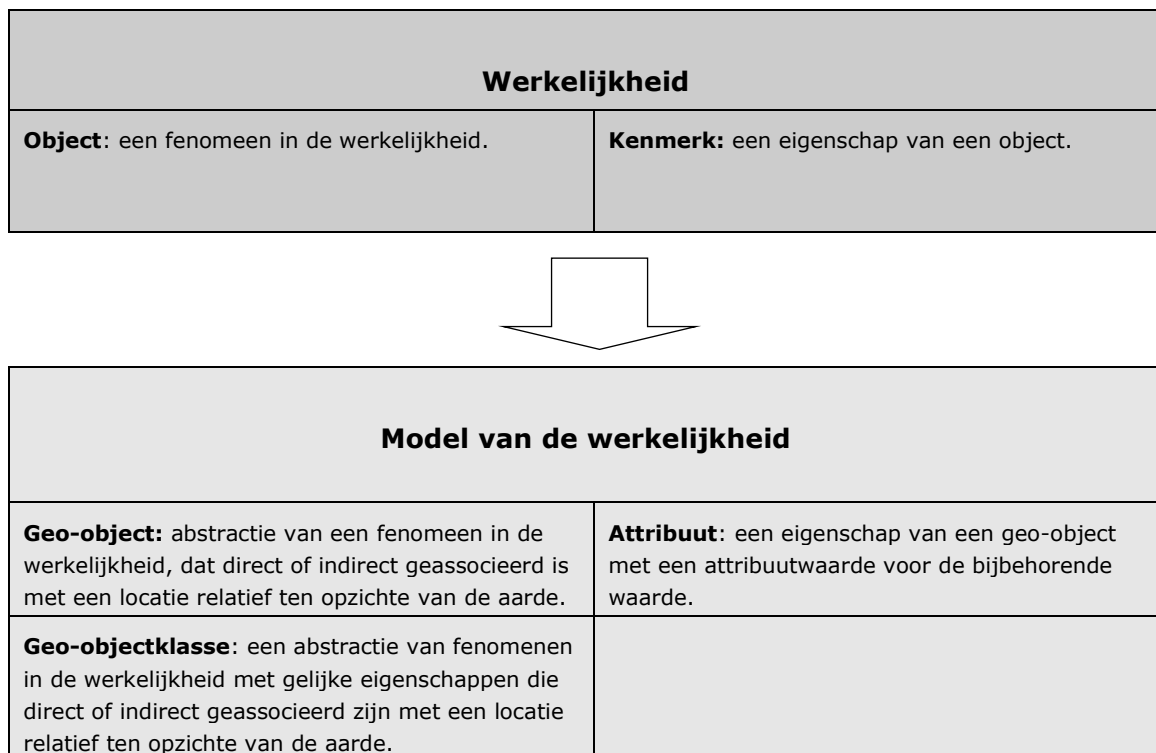 Werkelijkheid
Object: een fenomeen in de werkelijkheid.
Kenmerk: een eigenschap van een object.
Model van de werkelijkheid
Geo-object: abstractie van een fenomeen in de
werkelijkheid, dat direct of indirect geassocieerd is
met een locatie relatief ten opzichte van de aarde.
Attribuut: een eigenschap van een geo-object
met een attribuutwaarde voor de bijbehorende
waarde.
Geo-objectklasse: een abstractie van fenomenen
in de werkelijkheid met gelijke eigenschappen die
direct of indirect geassocieerd zijn met een locatie
relatief ten opzichte van de aarde.